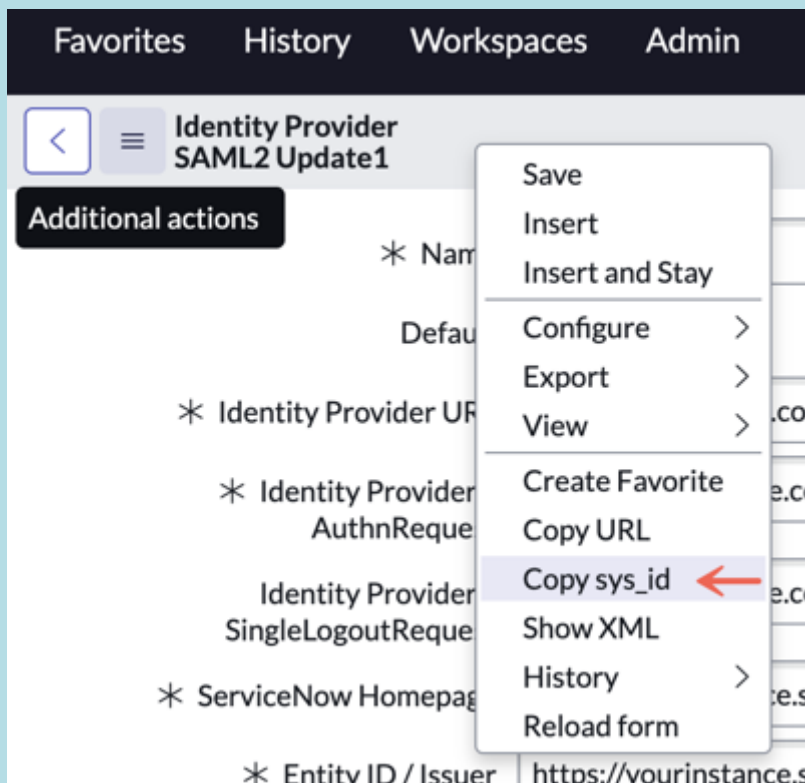 Favorites History Workspaces Admin
Identity Provider
SAML2 Update1
Additional actions
Save
Insert
Insert and Stay
Configure
Export
View
Create Favorite
Copy URL
Copy sys_id
Show XML
History
Reload form
* Nam
Defau
* Identity Provider UR
.co
* Identity Provider
AuthnReque
e.c
Identity Provider
SingleLogoutReque
e.c
* ServiceNow Homepag
e.s
* Entity ID / Issuer https://yourinstance.s